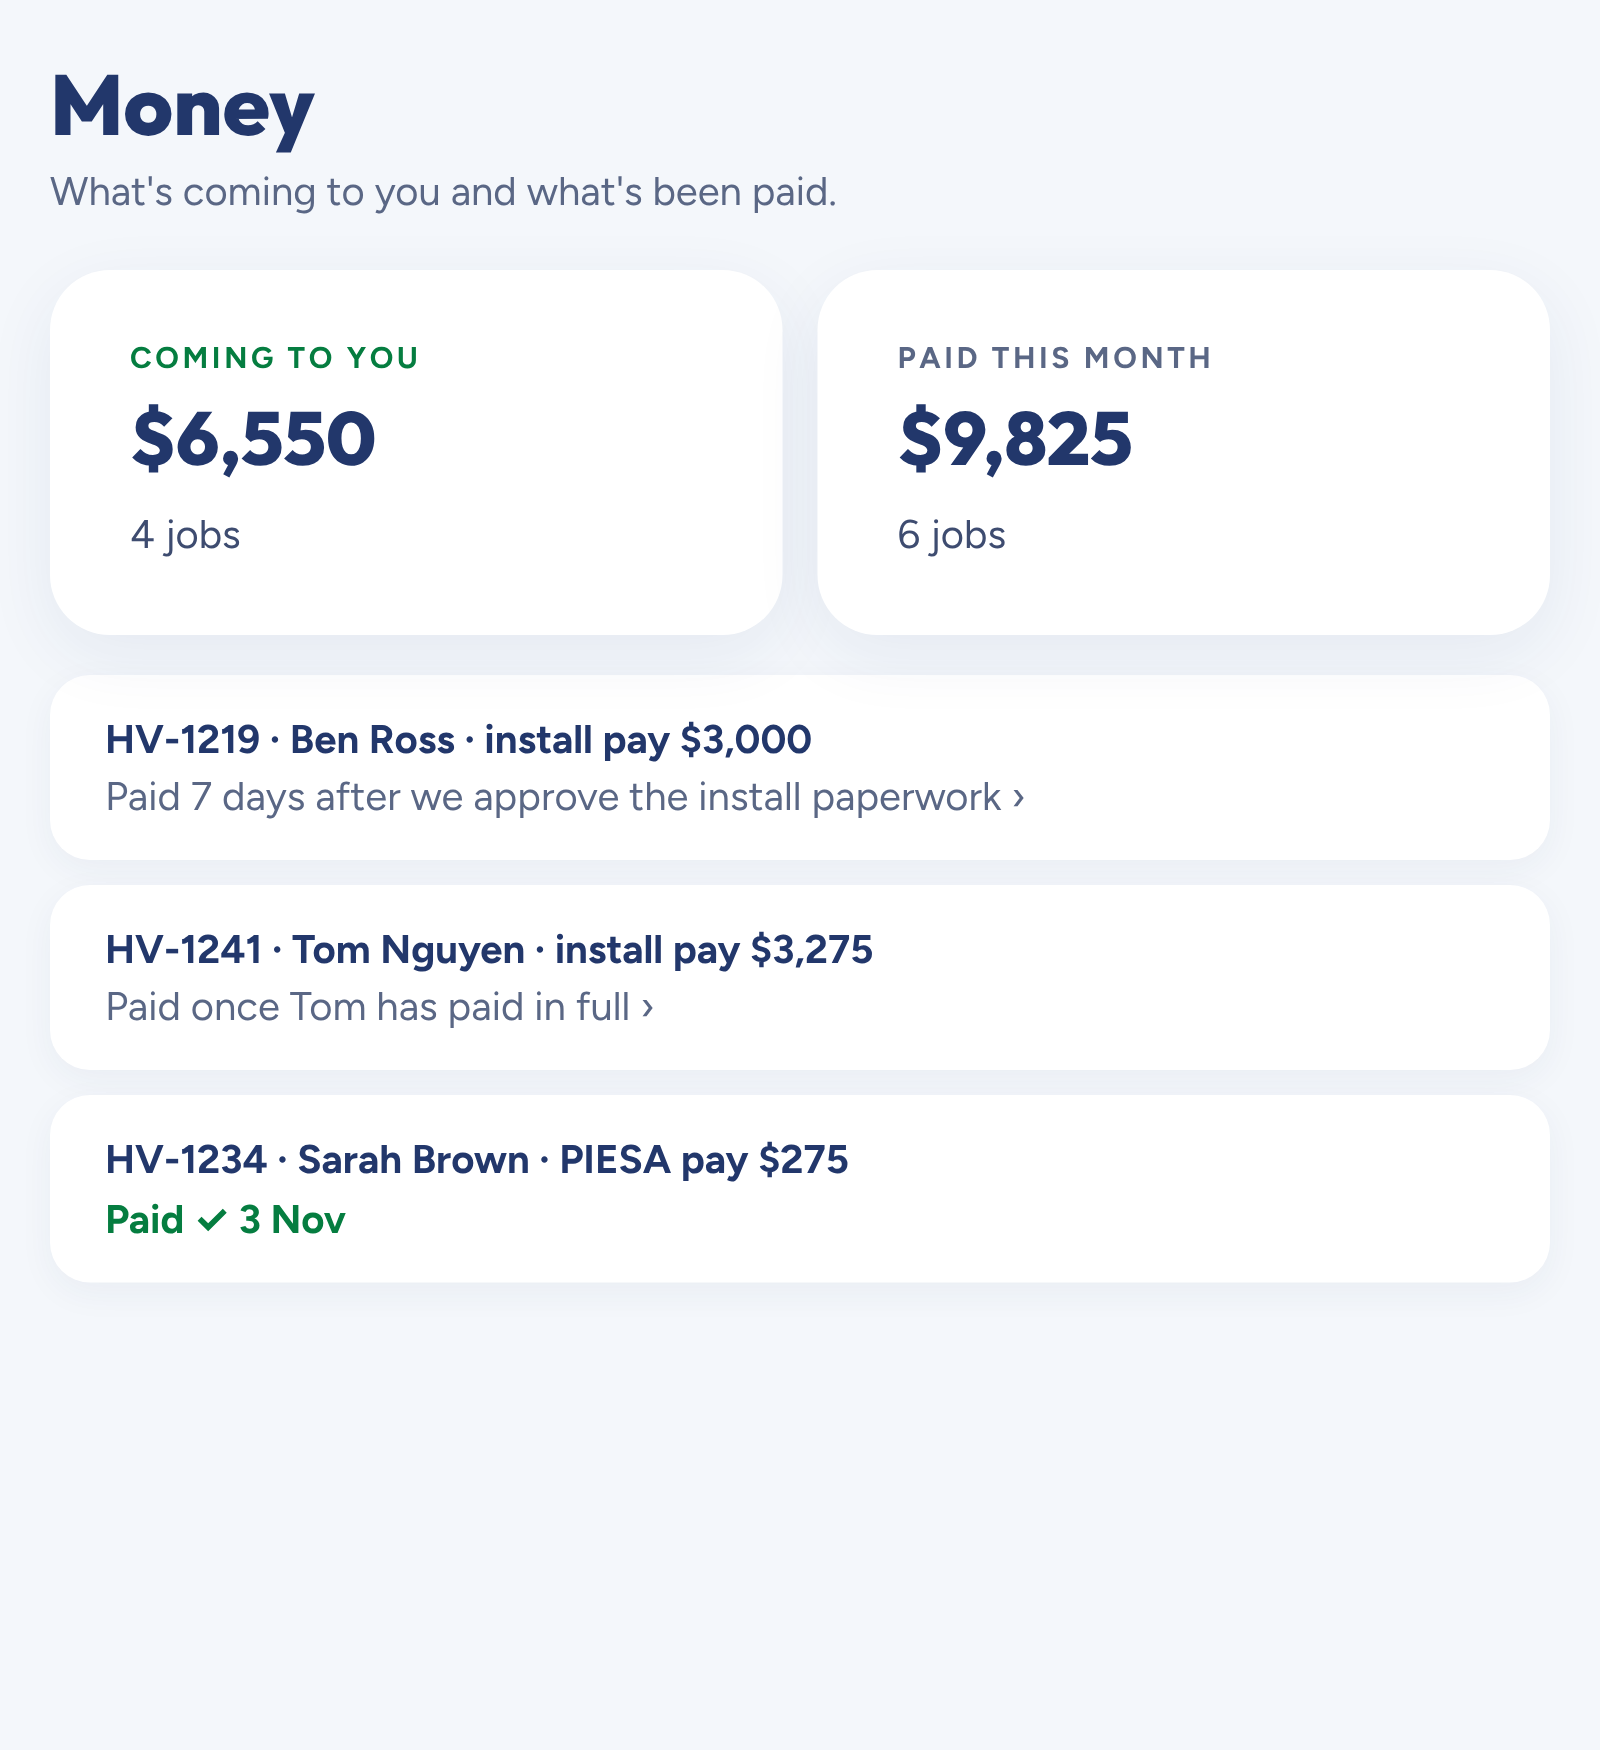 Money
What's coming to you and what's been paid.
COMING TO YOU
$6,550
4 jobs
PAID THIS MONTH
$9,825
6 jobs
HV-1219 · Ben Ross · install pay $3,000
Paid 7 days after we approve the install paperwork ›
HV-1241 · Tom Nguyen · install pay $3,275
Paid once Tom has paid in full ›
HV-1234 · Sarah Brown · PIESA pay $275
Paid ✓ 3 Nov